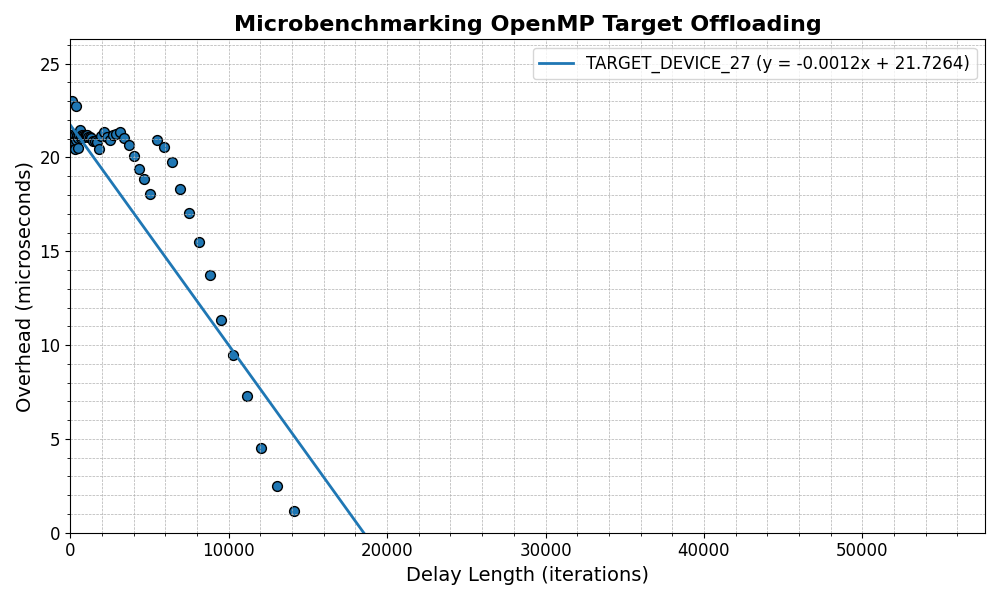 Microbenchmarking OpenMP Target Offloading
TARGET_DEVICE_27 (y = -0.0012x + 21.7264)
Overhead (microseconds)
25
20
15
10
5
0
0 10000 20000 30000 40000 50000
Delay Length (iterations)